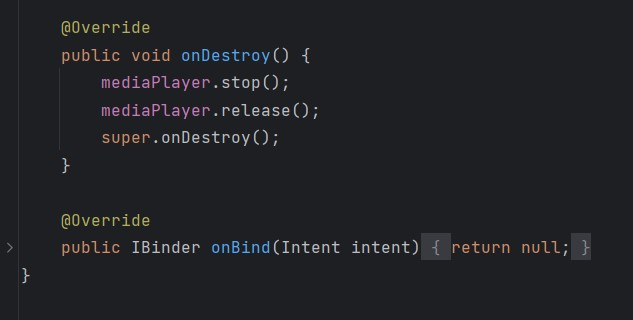 @Override
public void onDestroy() {
mediaPlayer.stop();
mediaPlayer.release();
super.onDestroy();
}
@Override
public IBinder onBind(Intent intent) { return null; }
}